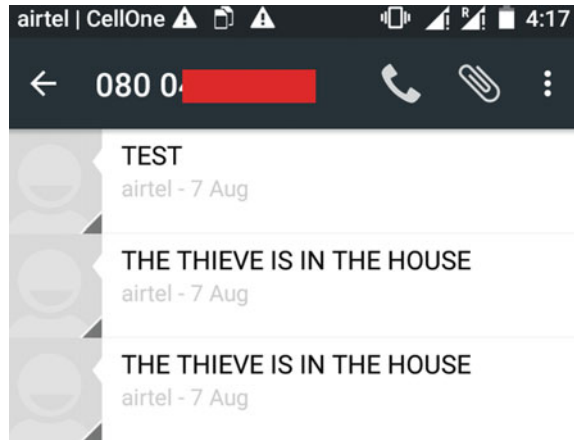 airtel | CellOne 4:17
080 0
TEST
airtel - 7 Aug
THE THIEVE IS IN THE HOUSE
airtel - 7 Aug
THE THIEVE IS IN THE HOUSE
airtel - 7 Aug